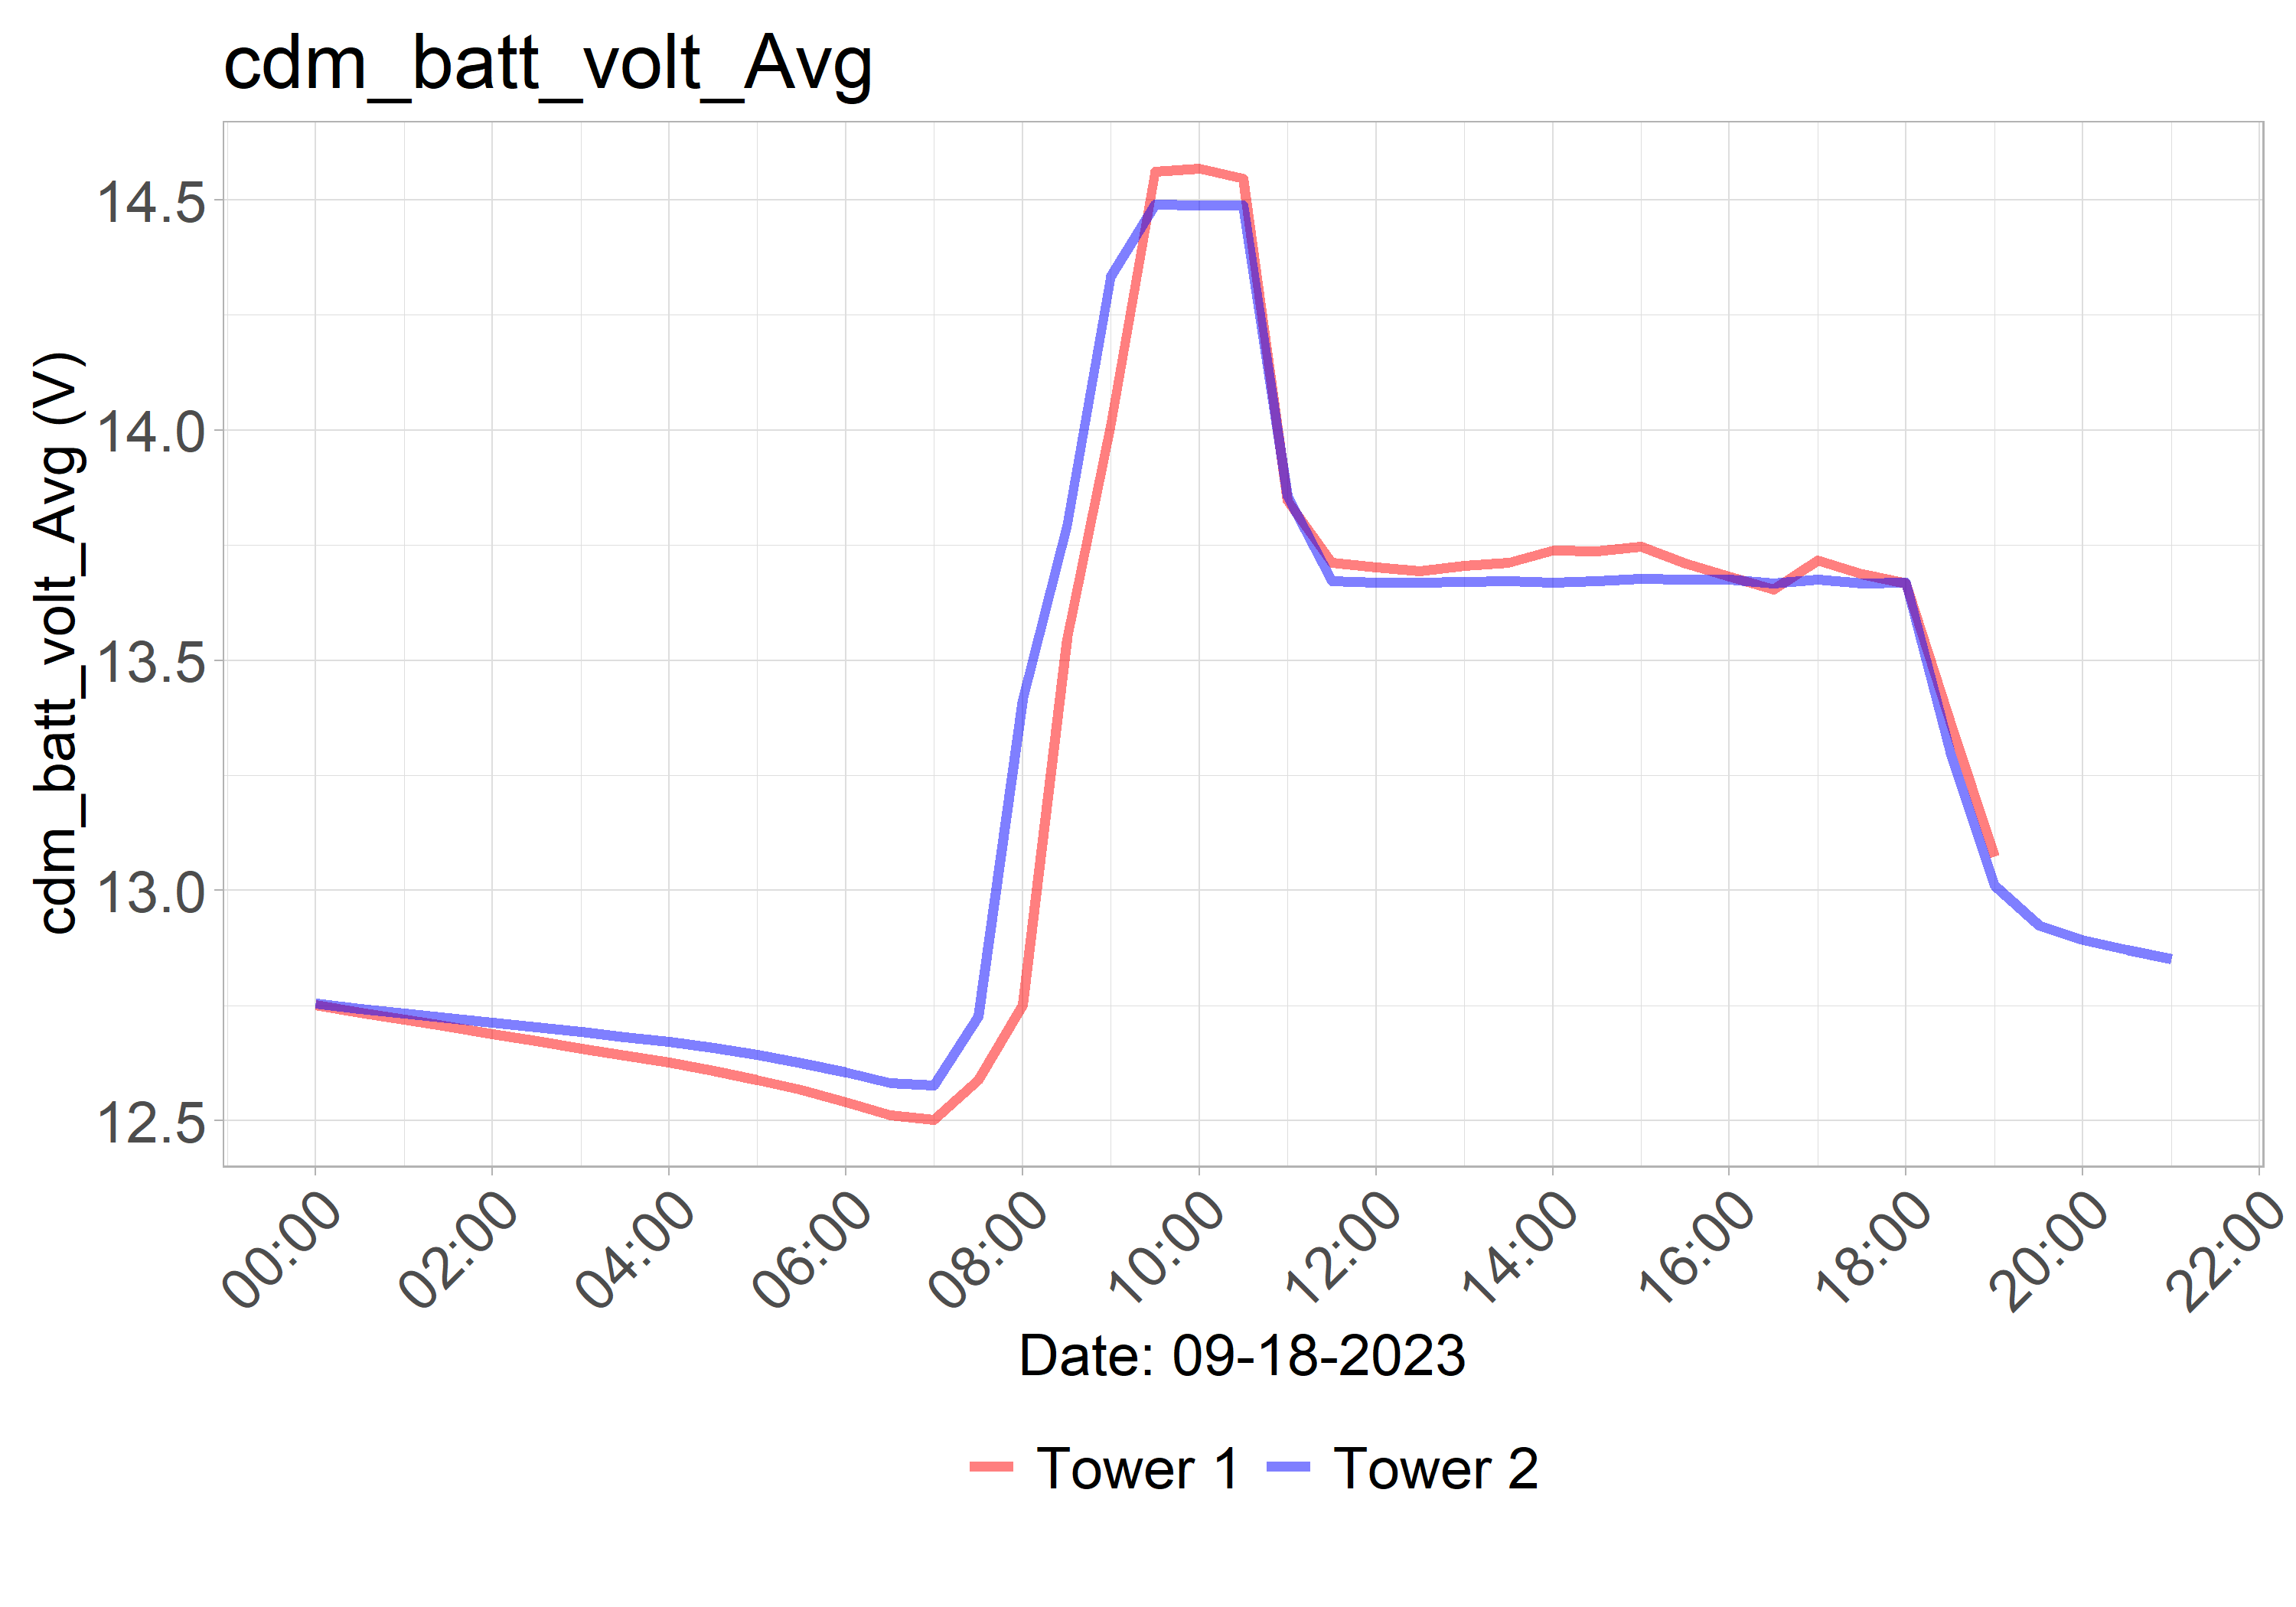 cdm_batt_volt_Avg
cdm_batt_volt_Avg (V)
14.5
14.0
13.5
13.0
12.5
00:00 02:00 04:00 06:00 08:00 10:00 12:00 14:00 16:00 18:00 20:00 22:00
Date: 09-18-2023
Tower 1 Tower 2